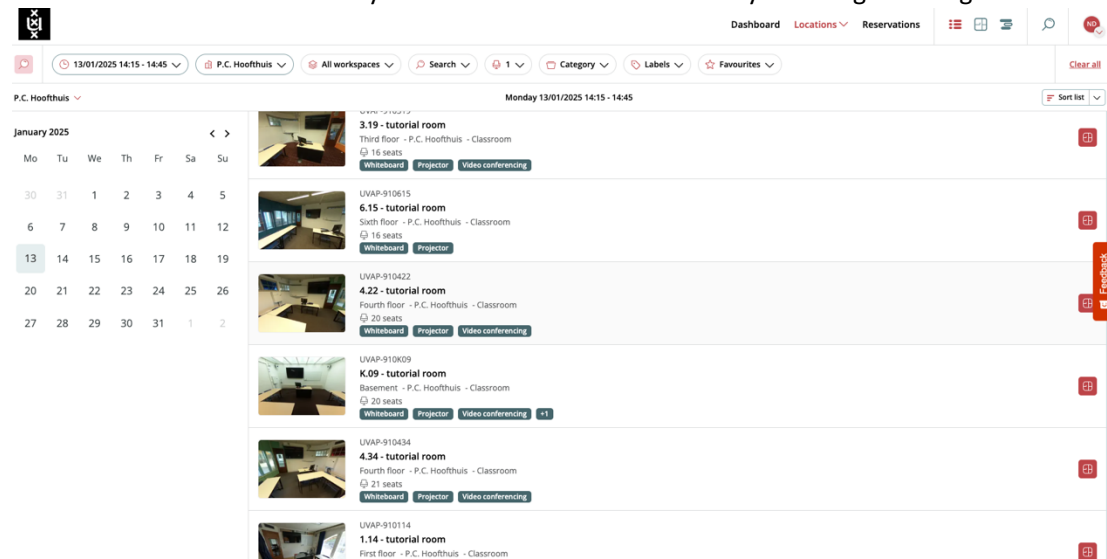 Dashboard Locations Reservations ND
13/01/2025 14:15 - 14:45 P.C. Hoofthuis All workspaces Search 1 Category Labels Favourites Clear all
P.C. Hoofthuis Monday 13/01/2025 14:15 - 14:45 Sort list
January 2025
Mo Tu We Th Fr Sa Su
30 31 1 2 3 4 5
6 7 8 9 10 11 12
13 14 15 16 17 18 19
20 21 22 23 24 25 26
27 28 29 30 31 1 2
3.19 - tutorial room
Third floor - P.C. Hoofthuis - Classroom
16 seats
Whiteboard Projector Video conferencing
UVAP-910615
6.15 - tutorial room
Sixth floor - P.C. Hoofthuis - Classroom
16 seats
Whiteboard Projector
UVAP-910422
4.22 - tutorial room
Fourth floor - P.C. Hoofthuis - Classroom
20 seats
Whiteboard Projector Video conferencing
UVAP-910K09
K.09 - tutorial room
Basement - P.C. Hoofthuis - Classroom
20 seats
Whiteboard Projector Video conferencing +1
UVAP-910434
4.34 - tutorial room
Fourth floor - P.C. Hoofthuis - Classroom
21 seats
Whiteboard Projector Video conferencing
UVAP-910114
1.14 - tutorial room
First floor - P.C. Hoofthuis - Classroom
Feedback